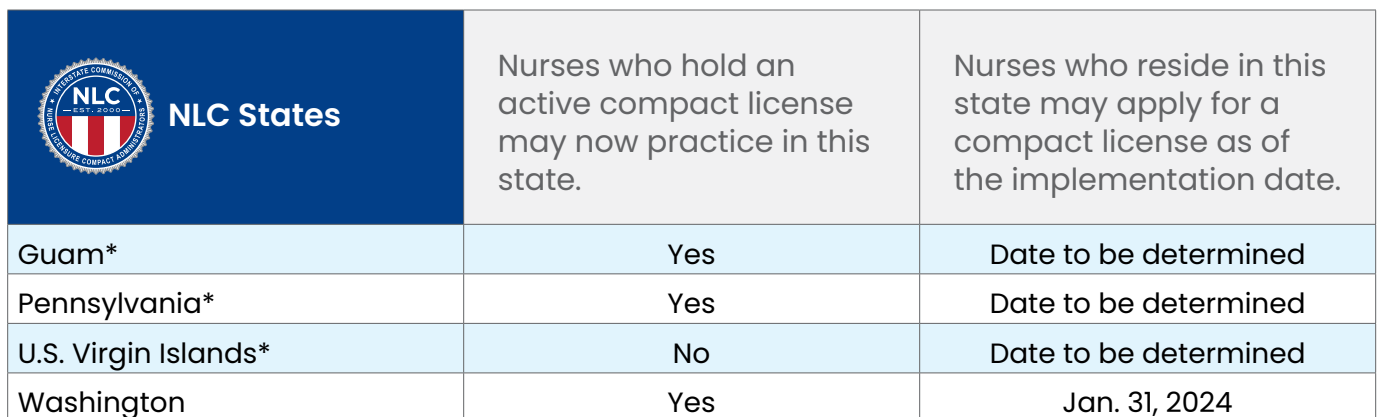 INTERSTATE COMMISSION OF
NLC
EST. 2000
NURSE LICENSURE COMPACT ADMINISTRATORS
NLC States
Nurses who hold an
active compact license
may now practice in this
state.
Nurses who reside in this
state may apply for a
compact license as of
the implementation date.
Guam* Yes Date to be determined
Pennsylvania* Yes Date to be determined
U.S. Virgin Islands* No Date to be determined
Washington Yes Jan. 31, 2024